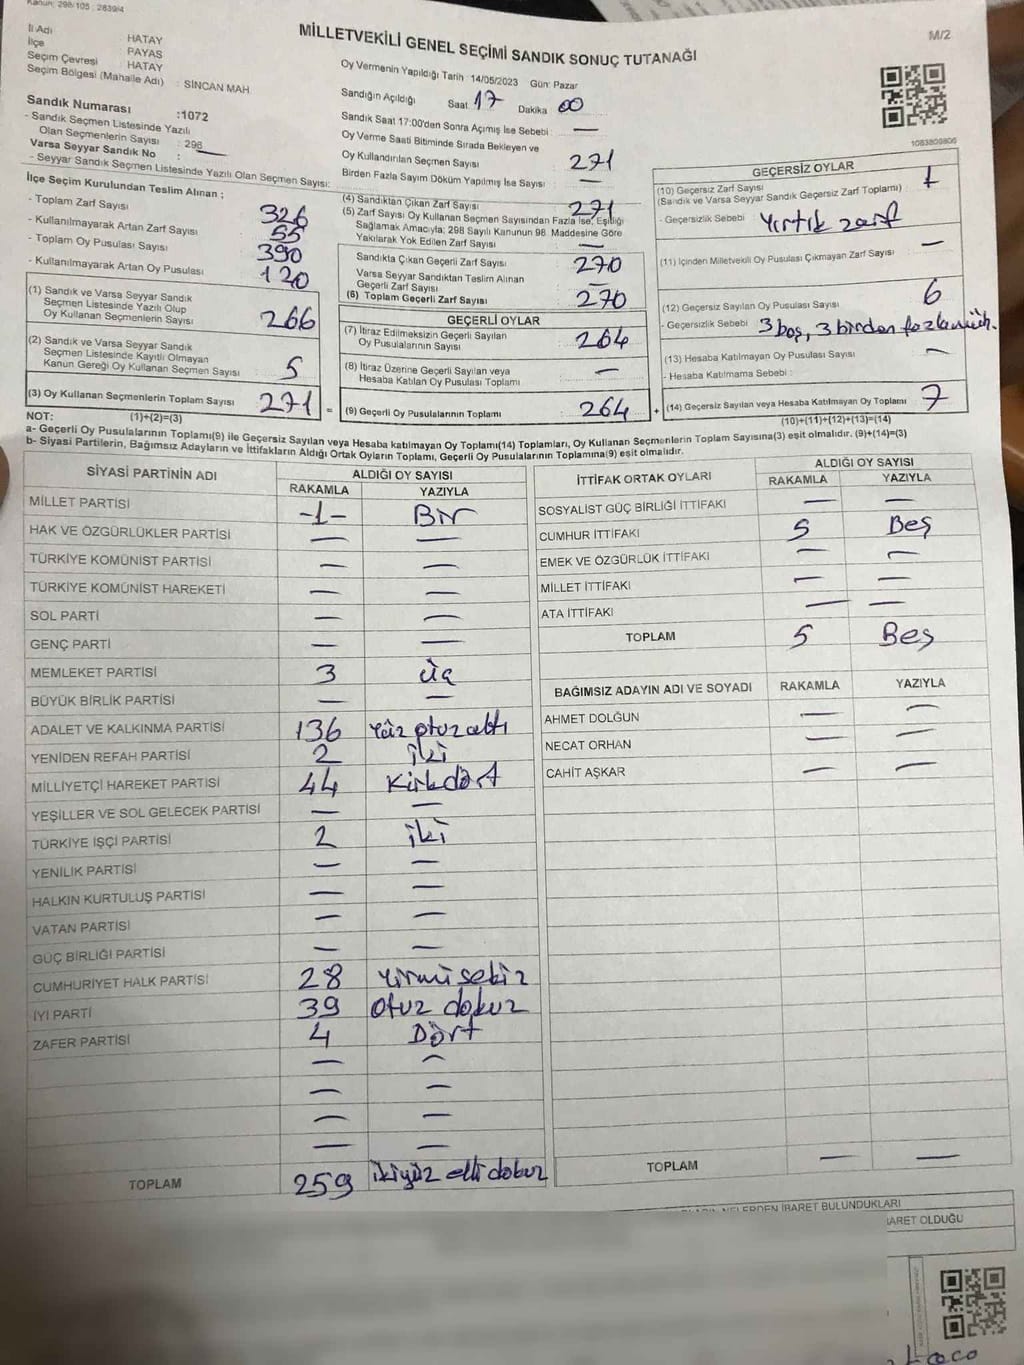 Kanun: 298/105 ; 2839/4
MİLLETVEKİLİ GENEL SEÇİMİ SANDIK SONUÇ TUTANAĞI
M/2
İl Adı HATAY
İlçe PAYAS
Seçim Çevresi HATAY
Seçim Bölgesi (Mahalle Adı) : SİNCAN MAH
Sandık Numarası :1072
- Sandık Seçmen Listesinde Yazılı
Olan Seçmenlerin Sayısı : 296
Varsa Seyyar Sandık No :
- Seyyar Sandık Seçmen Listesinde Yazılı Olan Seçmen Sayısı:
İlçe Seçim Kurulundan Teslim Alınan ;
- Toplam Zarf Sayısı 326
- Kullanılmayarak Artan Zarf Sayısı : 55
- Toplam Oy Pusulası Sayısı : 390
- Kullanılmayarak Artan Oy Pusulası : 120
(1) Sandık ve Varsa Seyyar Sandık
Seçmen Listesinde Yazılı Olup
Oy Kullanan Seçmenlerin Sayısı : 266
(2) Sandık ve Varsa Seyyar Sandık
Seçmen Listesinde Kayıtlı Olmayan
Kanun Gereği Oy Kullanan Seçmen Sayısı : 5
(3) Oy Kullanan Seçmenlerin Toplam Sayısı : 271 =
Oy Vermenin Yapıldığı Tarih : 14/05/2023 Gün: Pazar
Sandığın Açıldığı Saat 17 Dakika 00
Sandık Saat 17:00'den Sonra Açımış İse Sebebi : —
Oy Verme Saati Bitiminde Sırada Bekleyen ve
Oy Kullandırılan Seçmen Sayısı 271
Birden Fazla Sayım Döküm Yapılmış İse Sayısı : —
(4) Sandıktan Çıkan Zarf Sayısı : 271
(5) Zarf Sayısı Oy Kullanan Seçmen Sayısından Fazla İse, Eşitliği
Sağlamak Amacıyla; 298 Sayılı Kanunun 98. Maddesine Göre
Yakılarak Yok Edilen Zarf Sayısı : —
Sandıkta Çıkan Geçerli Zarf Sayısı : 270
Varsa Seyyar Sandıktan Teslim Alınan
Geçerli Zarf Sayısı : —
(6) Toplam Geçerli Zarf Sayısı : 270
GEÇERLİ OYLAR
(7) İtiraz Edilmeksizin Geçerli Sayılan
Oy Pusulalarının Sayısı : 264
(8) İtiraz Üzerine Geçerli Sayılan veya
Hesaba Katılan Oy Pusulası Toplamı : —
(9) Geçerli Oy Pusulalarının Toplamı : 264 +
1083809806
GEÇERSİZ OYLAR
(10) Geçersiz Zarf Sayısı
(Sandık ve Varsa Seyyar Sandık Geçersiz Zarf Toplamı) : 1
- Geçersizlik Sebebi : Yırtık zarf
(11) İçinden Milletvekili Oy Pusulası Çıkmayan Zarf Sayısı : —
(12) Geçersiz Sayılan Oy Pusulası Sayısı : 6
- Geçersizlik Sebebi : 3 boş, 3 birden fazla müh.
(13) Hesaba Katılmayan Oy Pusulası Sayısı : —
- Hesaba Katılmama Sebebi :
(14) Geçersiz Sayılan veya Hesaba Katılmayan Oy Toplamı : 7
NOT: (1)+(2)=(3)
(10)+(11)+(12)+(13)=(14)
a- Geçerli Oy Pusulalarının Toplamı(9) ile Geçersiz Sayılan veya Hesaba katılmayan Oy Toplamı(14) Toplamları, Oy Kullanan Seçmenlerin Toplam Sayısına(3) eşit olmalıdır. (9)+(14)=(3)
b- Siyasi Partilerin, Bağımsız Adayların ve İttifakların Aldığı Ortak Oyların Toplamı, Geçerli Oy Pusulalarının Toplamına(9) eşit olmalıdır.
SİYASİ PARTİNİN ADI ALDIĞI OY SAYISI
RAKAMLA YAZIYLA
MİLLET PARTİSİ -1- Bir
HAK VE ÖZGÜRLÜKLER PARTİSİ — —
TÜRKİYE KOMÜNİST PARTİSİ — —
TÜRKİYE KOMÜNİST HAREKETİ — —
SOL PARTİ — —
GENÇ PARTİ — —
MEMLEKET PARTİSİ 3 Üç
BÜYÜK BİRLİK PARTİSİ — —
ADALET VE KALKINMA PARTİSİ 136 Yüz otuz altı
YENİDEN REFAH PARTİSİ 2 İki
MİLLİYETÇİ HAREKET PARTİSİ 44 Kırk dört
YEŞİLLER VE SOL GELECEK PARTİSİ — —
TÜRKİYE İŞÇİ PARTİSİ 2 İki
YENİLİK PARTİSİ — —
HALKIN KURTULUŞ PARTİSİ — —
VATAN PARTİSİ — —
GÜÇ BİRLİĞİ PARTİSİ — —
CUMHURİYET HALK PARTİSİ 28 Yirmi sekiz
İYİ PARTİ 39 Otuz dokuz
ZAFER PARTİSİ 4 Dört
— —
— —
— —
— —
TOPLAM 259 İkiyüz elli dokuz
İTTİFAK ORTAK OYLARI ALDIĞI OY SAYISI
RAKAMLA YAZIYLA
SOSYALİST GÜÇ BİRLİĞİ İTTİFAKI — —
CUMHUR İTTİFAKI 5 Beş
EMEK VE ÖZGÜRLÜK İTTİFAKI — —
MİLLET İTTİFAKI — —
ATA İTTİFAKI — —
TOPLAM 5 Beş
BAĞIMSIZ ADAYIN ADI VE SOYADI RAKAMLA YAZIYLA
AHMET DOLĞUN — —
NECAT ORHAN — —
CAHİT AŞKAR — —
TOPLAM — —
NELERDEN İBARET BULUNDUKLARI
BARET OLDUĞU